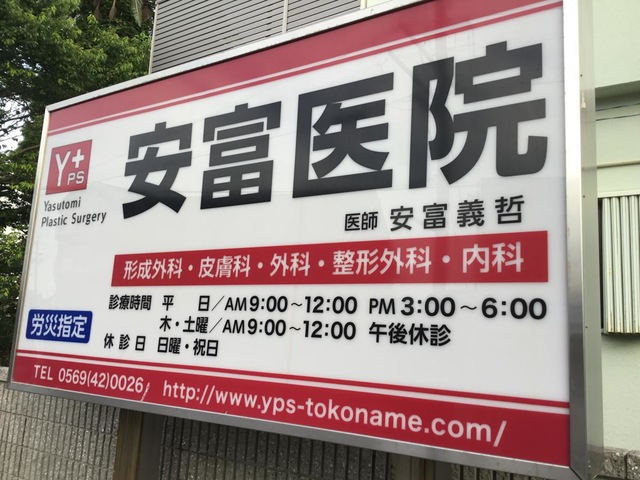 安富医院
Y+
PS
Yasutomi
Plastic Surgery
医師 安富義哲
形成外科・皮膚科・外科・整形外科・内科
労災指定
診療時間 平 日/AM9:00~12:00 PM3:00~6:00
木・土曜/AM9:00~12:00 午後休診
休診日 日曜・祝日
TEL 0569(42)0026/ http://www.yps-tokoname.com/